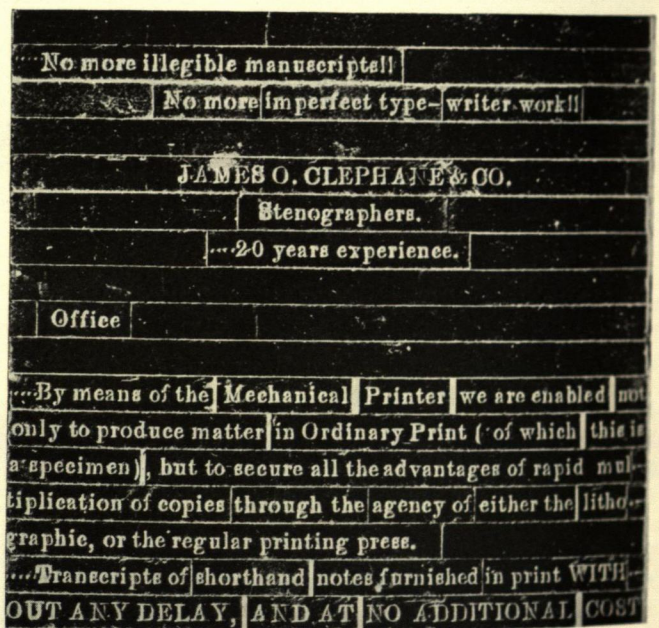 No more illegible manuscripts!!
No more imperfect type-writer work!!
JAMES O. CLEPHANE & CO.
Stenographers.
20 years experience.
Office
....By means of the Mechanical Printer we are enabled not
only to produce matter in Ordinary Print ( of which this is
a specimen), but to secure all the advantages of rapid mul-
tiplication of copies through the agency of either the litho-
graphic, or the regular printing press.
....Transcripts of shorthand notes furnished in print WITH-
OUT ANY DELAY, AND AT NO ADDITIONAL COST